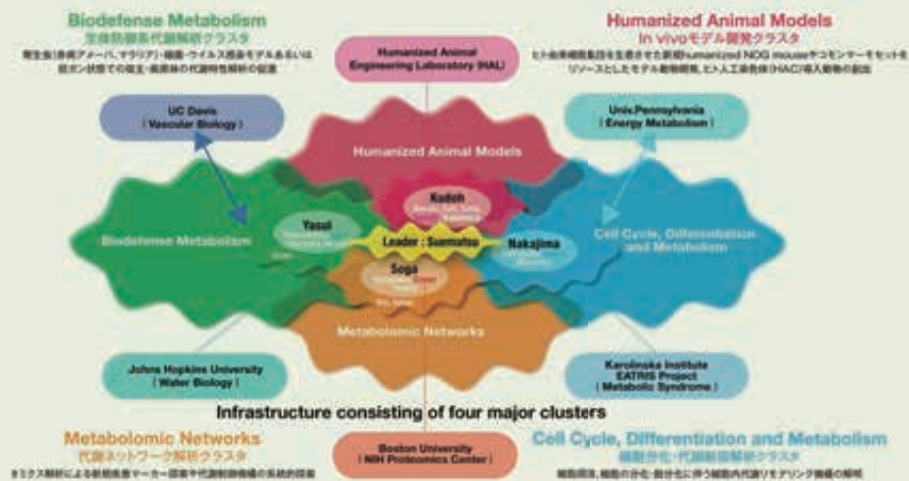 Biodefense Metabolism
生体防御系代謝解析クラスタ
Humanized Animal Models
In vivoモデル開発クラスタ
Humanized Animal
Engineering Laboratory (HAL)
UC Davis
( Vascular Biology )
Univ.Pennsylvania
( Energy Metabolism )
Humanized Animal Models
Kudoh
Yasui
Biodefense Metabolism
Leader : Suematsu
Nakajima
Cell Cycle, Differentiation
and Metabolism
Soga
Metabolomic Networks
Johns Hopkins University
( Water Biology )
Karolinska Institute
EATRIS Project
( Metabolic Syndrome )
Infrastructure consisting of four major clusters
Metabolomic Networks
代謝ネットワーク解析クラスタ
Boston University
( NIH Proteomics Center )
Cell Cycle, Differentiation and Metabolism
細胞分化・代謝制御解析クラスタ